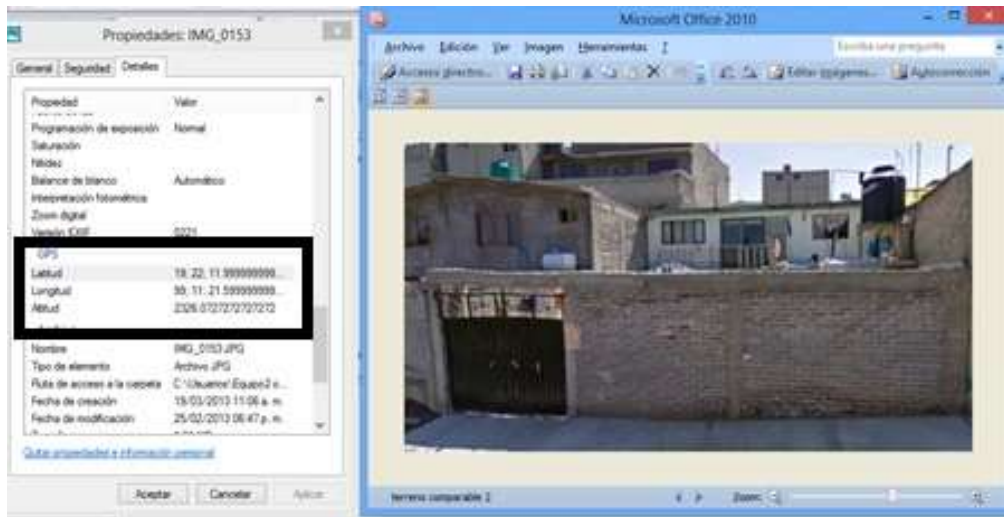 Propiedades: IMG_0153
General Seguridad Detalles
Propiedad Valor
Programación de exposición Normal
Saturación
Nitidez
Balance de blanco Automático
Interpretación fotométrica
Zoom digital
Versión EXIF 0221
GPS
Latitud 19; 22; 11.599999999...
Longitud 99; 11; 21.599999999...
Altitud 2326.0727272727272
Archivo
Nombre IMG_0153.JPG
Tipo de elemento Archivo JPG
Ruta de acceso a la carpeta C:\Usuarios\Equipo2 o...
Fecha de creación 19/03/2013 11:06 a. m.
Fecha de modificación 25/02/2013 06:47 p. m.
Quitar propiedades e información personal
Aceptar Cancelar Aplicar
Microsoft Office 2010
Archivo Edición Ver Imagen Herramientas ?
Escriba una pregunta
Accesos directos... Editar imágenes... Autocorrección
terreno comparable 2 Zoom: